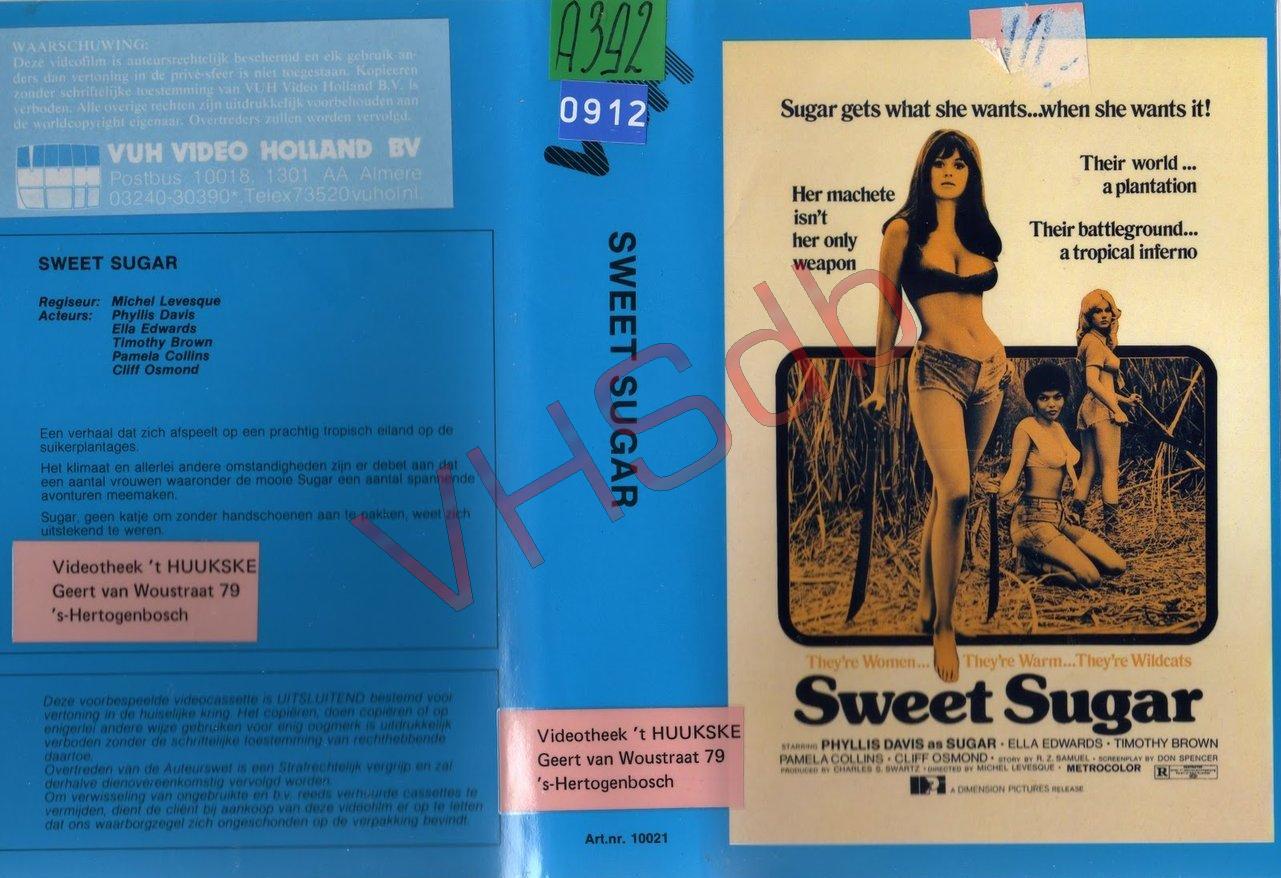 WAARSCHUWING:
Deze videofilm is auteursrechtelijk beschermd en elk gebruik an-
ders dan vertoning in de privé-sfeer is niet toegestaan. Kopieeren
zonder schriftelijke toestemming van VUH Video Holland B.V. is
verboden. Alle overige rechten zijn uitdrukkelijk voorbehouden aan
de worldcopyright eigenaar. Overtreders zullen worden vervolgd.
VUH VIDEO HOLLAND BV
Postbus 10018, 1301 AA Almere
03240-30390*. Telex 73520 vuhol nl.
SWEET SUGAR
Regiseur: Michel Levesque
Acteurs: Phyllis Davis
Ella Edwards
Timothy Brown
Pamela Collins
Cliff Osmond
Een verhaal dat zich afspeelt op een prachtig tropisch eiland op de
suikerplantages.
Het klimaat en allerlei andere omstandigheden zijn er debet aan dat
een aantal vrouwen waaronder de mooie Sugar een aantal spannende
avonturen meemaken.
Sugar, geen katje om zonder handschoenen aan te pakken, weet zich
uitstekend te weren.
Videotheek 't HUUKSKE
Geert van Woustraat 79
's-Hertogenbosch
Deze voorbespeelde videocassette is UITSLUITEND bestemd voor
vertoning in de huiselijke kring. Het copiëren, doen copiëren of op
enigerlei andere wijze gebruiken voor enig oogmerk is uitdrukkelijk
verboden zonder de schriftelijke toestemming van rechthebbende
daartoe.
Overtreden van de Auteurswet is een Strafrechtelijk vergrijp en zal
derhalve dienovereenkomstig vervolgd worden.
Om verwisseling van ongebruikte en b.v. reeds verhuurde cassettes te
vermijden, dient de cliënt bij aankoop van deze videofilm er op te letten
dat ons waarborgzegel zich ongeschonden op de verpakking bevindt.
A392
0912
SWEET SUGAR
Videotheek 't HUUKSKE
Geert van Woustraat 79
's-Hertogenbosch
Art.nr. 10021
VHSdb
Sugar gets what she wants...when she wants it!
Her machete
isn't
her only
weapon
Their world ...
a plantation
Their battleground...
a tropical inferno
They're Women... They're Warm...They're Wildcats
Sweet Sugar
STARRING PHYLLIS DAVIS as SUGAR · ELLA EDWARDS · TIMOTHY BROWN
PAMELA COLLINS · CLIFF OSMOND · STORY BY R. Z. SAMUEL · SCREENPLAY BY DON SPENCER
PRODUCED BY CHARLES S. SWARTZ · DIRECTED BY MICHEL LEVESQUE · METROCOLOR
R
A DIMENSION PICTURES RELEASE